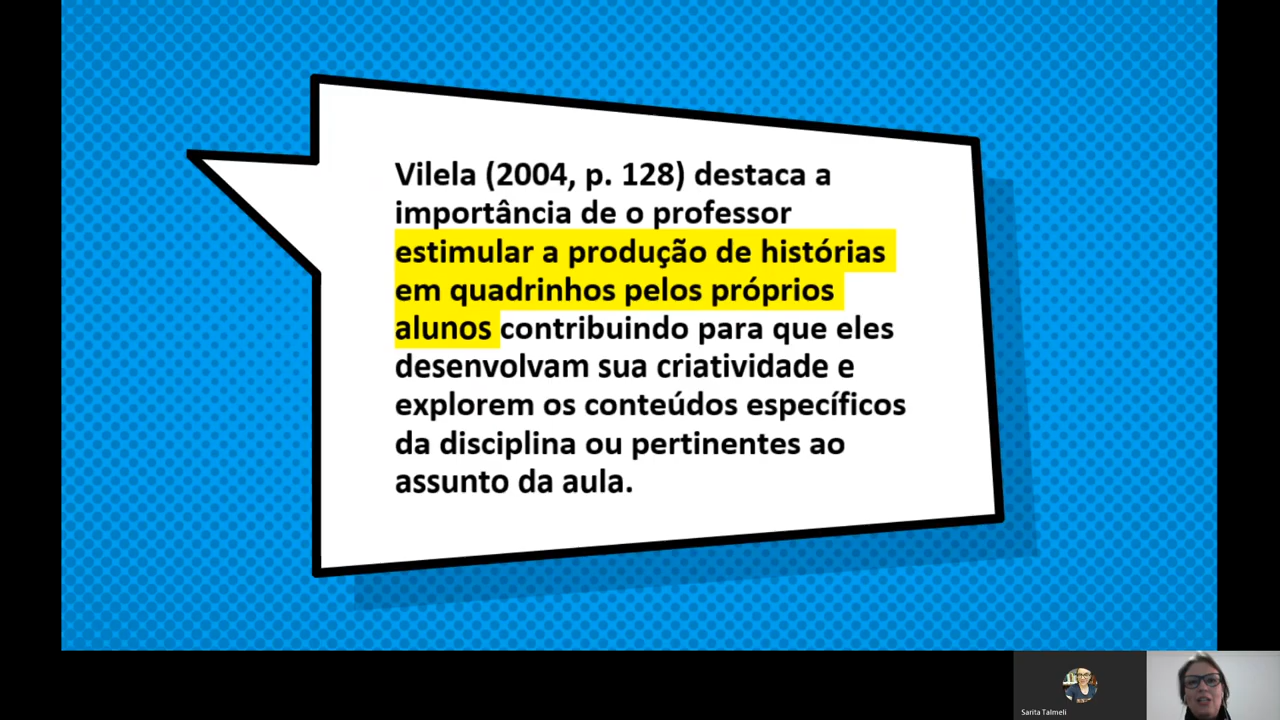 Vilela (2004, p. 128) destaca a
importância de o professor
estimular a produção de histórias
em quadrinhos pelos próprios
alunos contribuindo para que eles
desenvolvam sua criatividade e
explorem os conteúdos específicos
da disciplina ou pertinentes ao
assunto da aula.
Sarita Talmeli